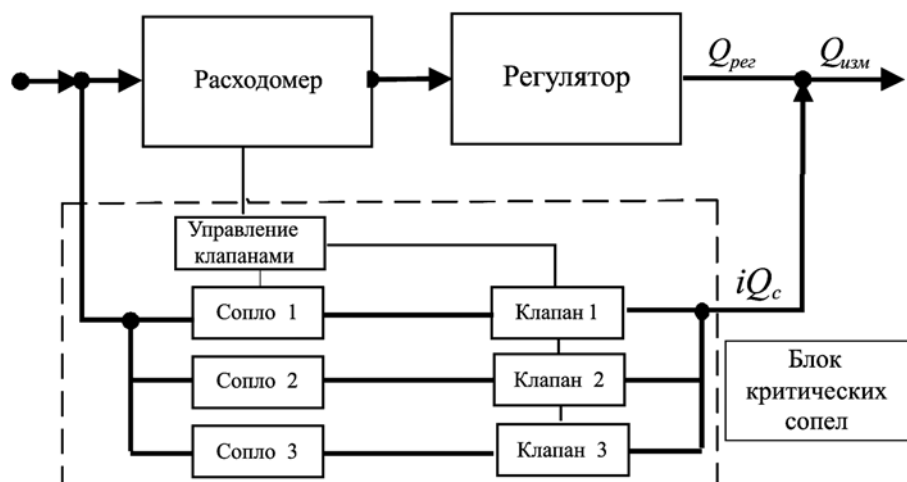 Расходомер
Регулятор
Qрег
Qизм
Управление
клапанами
Сопло 1
Клапан 1
iQс
Сопло 2
Клапан 2
Сопло 3
Клапан 3
Блок
критических
сопел